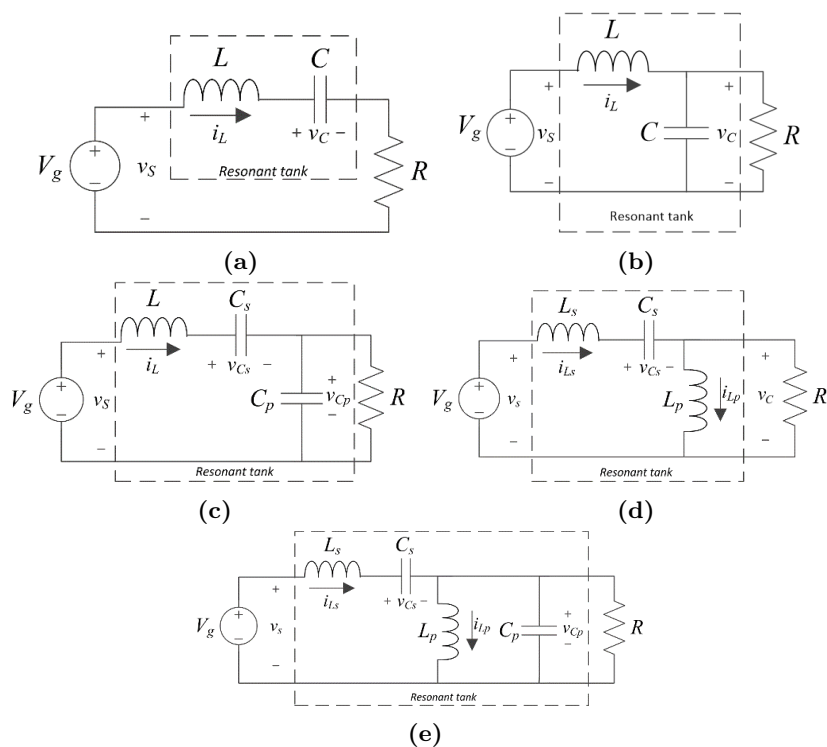 L C
+ i_L + v_C −
V_g + − v_S R
− Resonant tank
(a)
L
+ i_L +
V_g + − v_S C v_C R
− −
Resonant tank
(b)
L C_s
+ i_L + v_Cs −
V_g + − v_S C_p + v_Cp − R
−
Resonant tank
(c)
L_s C_s
+ i_Ls + v_Cs − +
V_g + − v_s L_p i_Lp v_C R
− −
Resonant tank
(d)
L_s C_s
+ i_Ls + v_Cs −
V_g + − v_s L_p i_Lp C_p + v_Cp − R
−
Resonant tank
(e)